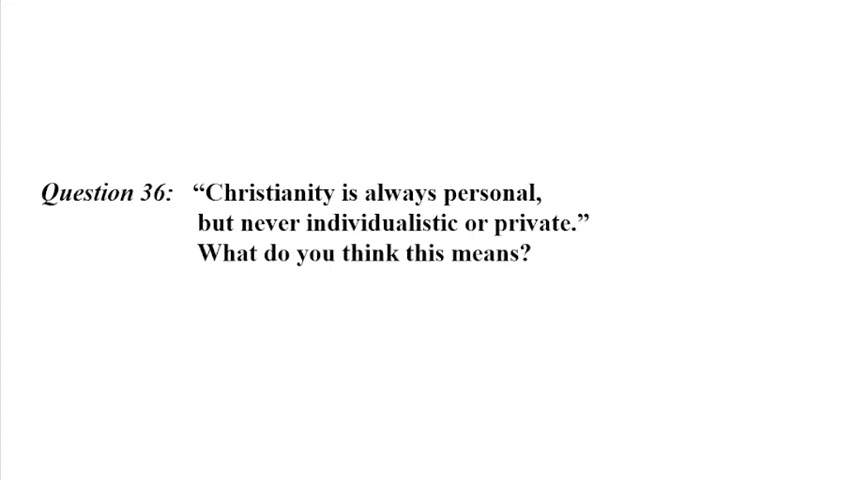 Question 36: “Christianity is always personal,
but never individualistic or private.”
What do you think this means?